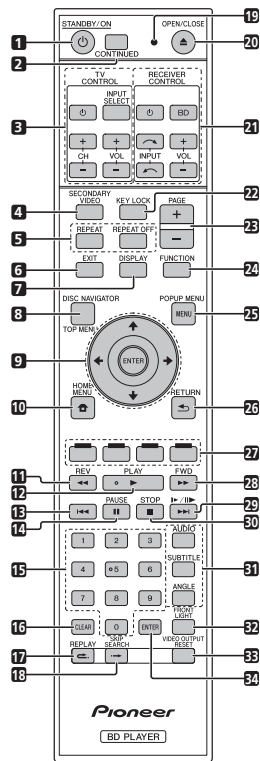 STANDBY/ON
OPEN/CLOSE
19
1
20
CONTINUED
2
TV CONTROL
RECEIVER CONTROL
INPUT SELECT
BD
3
21
+ + + +
CH VOL INPUT VOL
− − −
SECONDARY VIDEO
KEY LOCK
PAGE
22
4
+
23
REPEAT
REPEAT OFF
5
−
EXIT
DISPLAY
FUNCTION
6
24
7
DISC NAVIGATOR
POPUP MENU
8
MENU
25
TOP MENU
9
ENTER
HOME MENU
RETURN
10
26
27
REV
PLAY
FWD
11
28
12
PAUSE
STOP
13
29
14
30
AUDIO
1 2 3
SUBTITLE
15
4 5 6
31
ANGLE
7 8 9
FRONT LIGHT
16
CLEAR
0
ENTER
32
REPLAY
SKIP SEARCH
VIDEO OUTPUT RESET
17
33
18
34
Pioneer
BD PLAYER